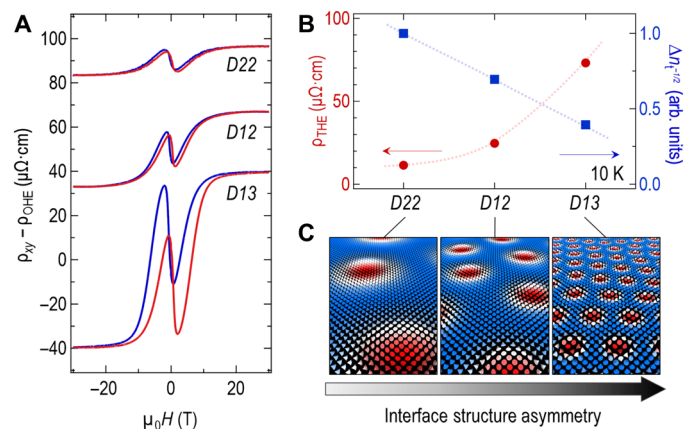 A
ρxy − ρOHE (μΩ·cm)
100
80
60
40
20
0
−20
−40
D22
D12
D13
−20
0
20
μ0H (T)
B
ρTHE (μΩ·cm)
100
50
0
1.0
0.5
0.0
Δnt-1/2 (arb. units)
10 K
D22
D12
D13
C
Interface structure asymmetry